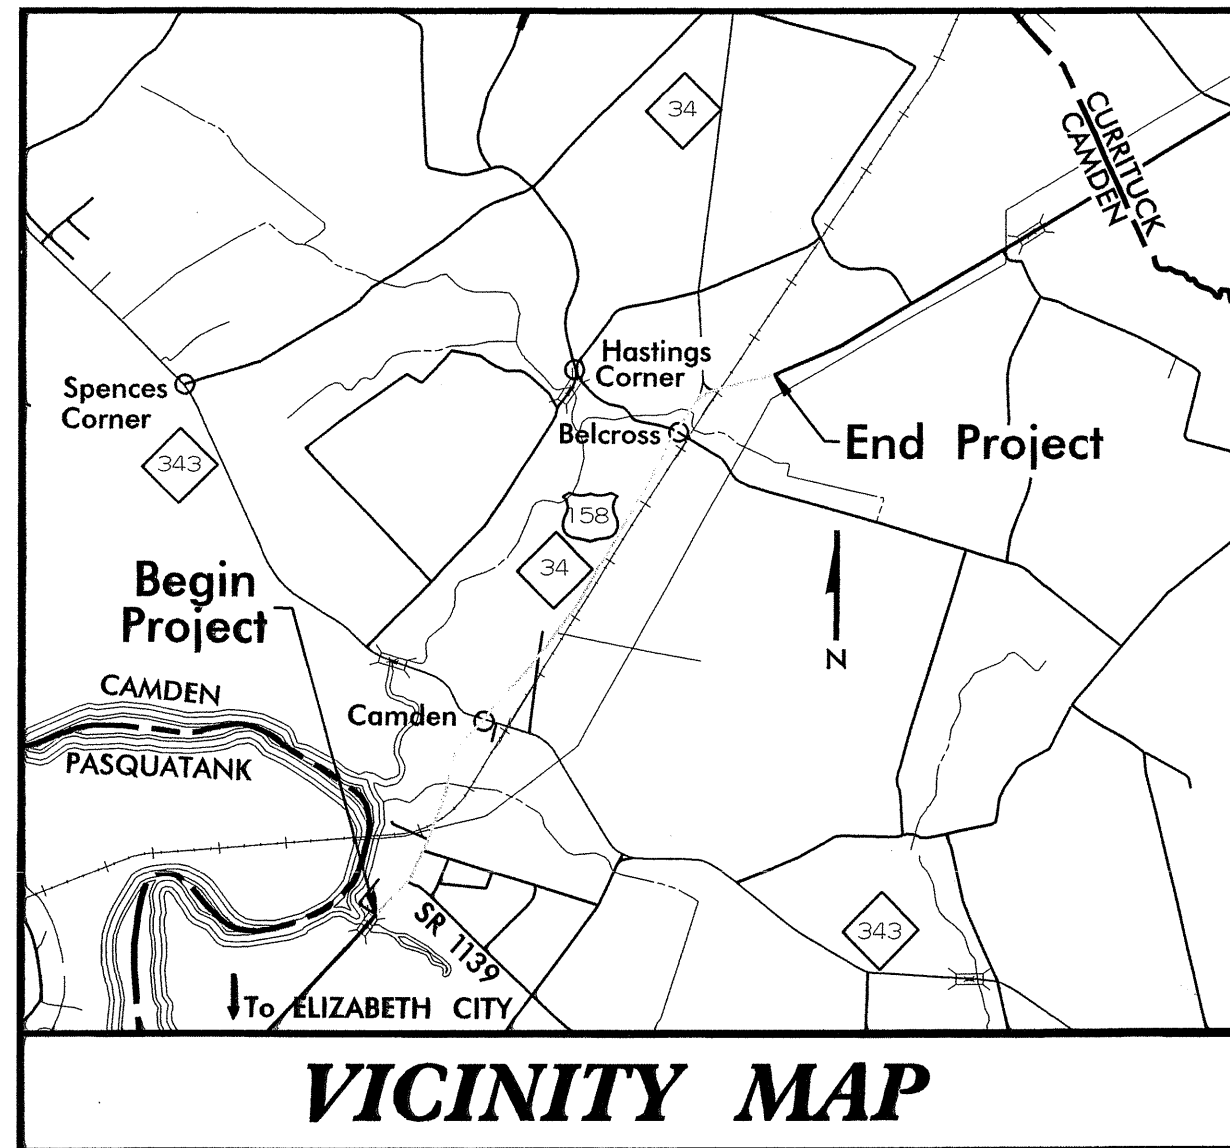 34
CURRITUCK
CAMDEN
Hastings
Corner
Spences
Corner
Belcross
End Project
343
158
34
Begin
Project
N
CAMDEN
Camden
PASQUATANK
SR 1139
343
To ELIZABETH CITY
VICINITY MAP